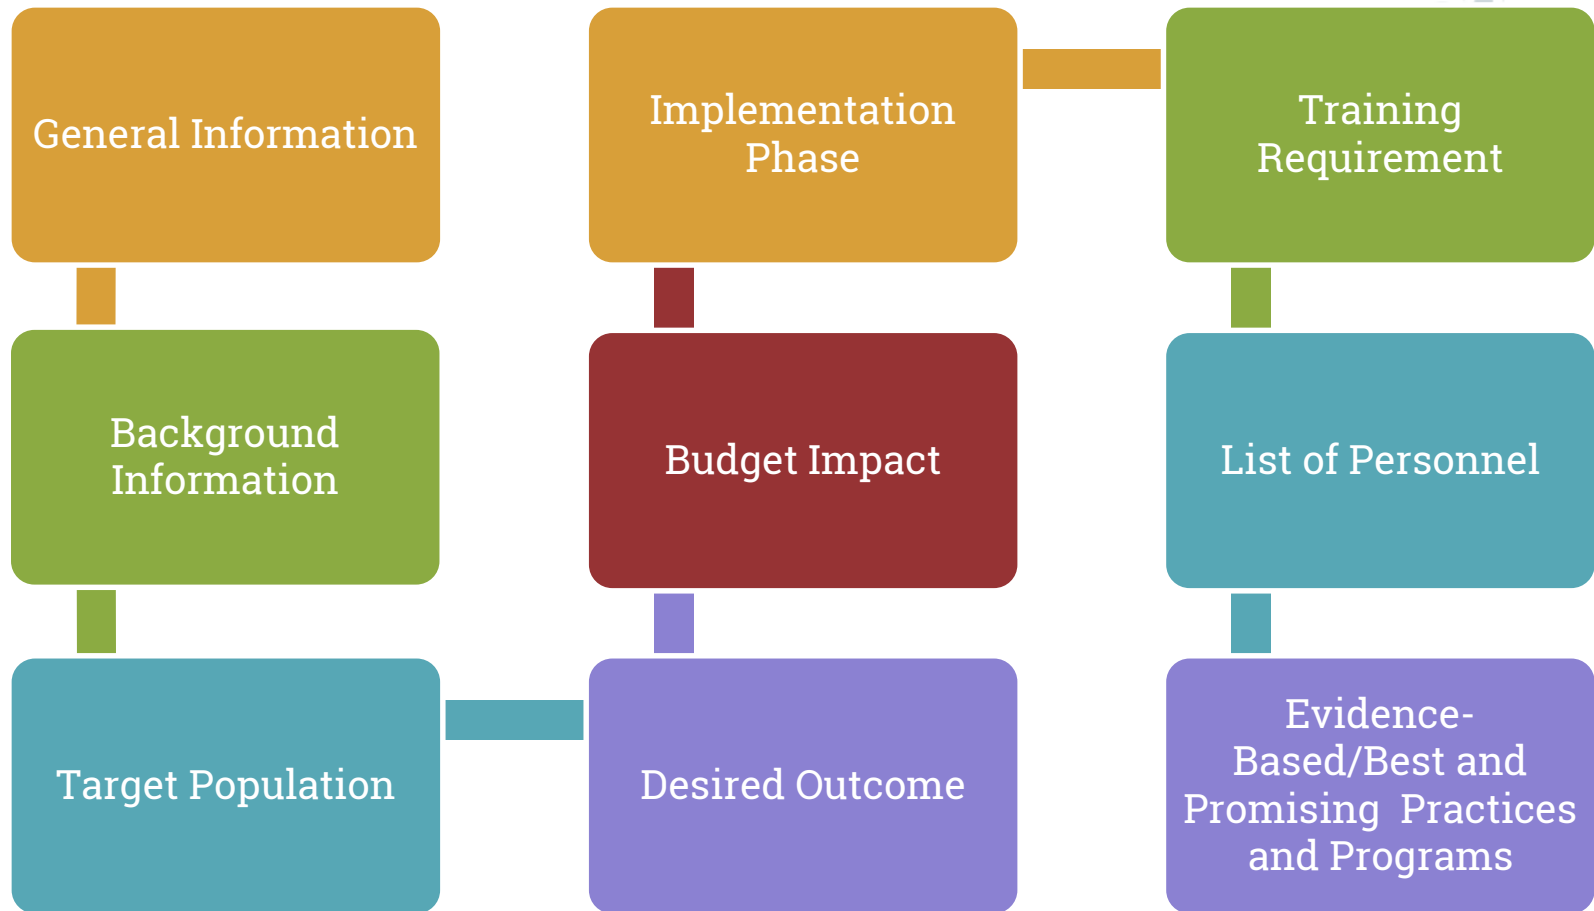 General Information
Background
Information
Target Population
Desired Outcome
Budget Impact
Implementation
Phase
Training
Requirement
List of Personnel
Evidence-
Based/Best and
Promising  Practices
and Programs